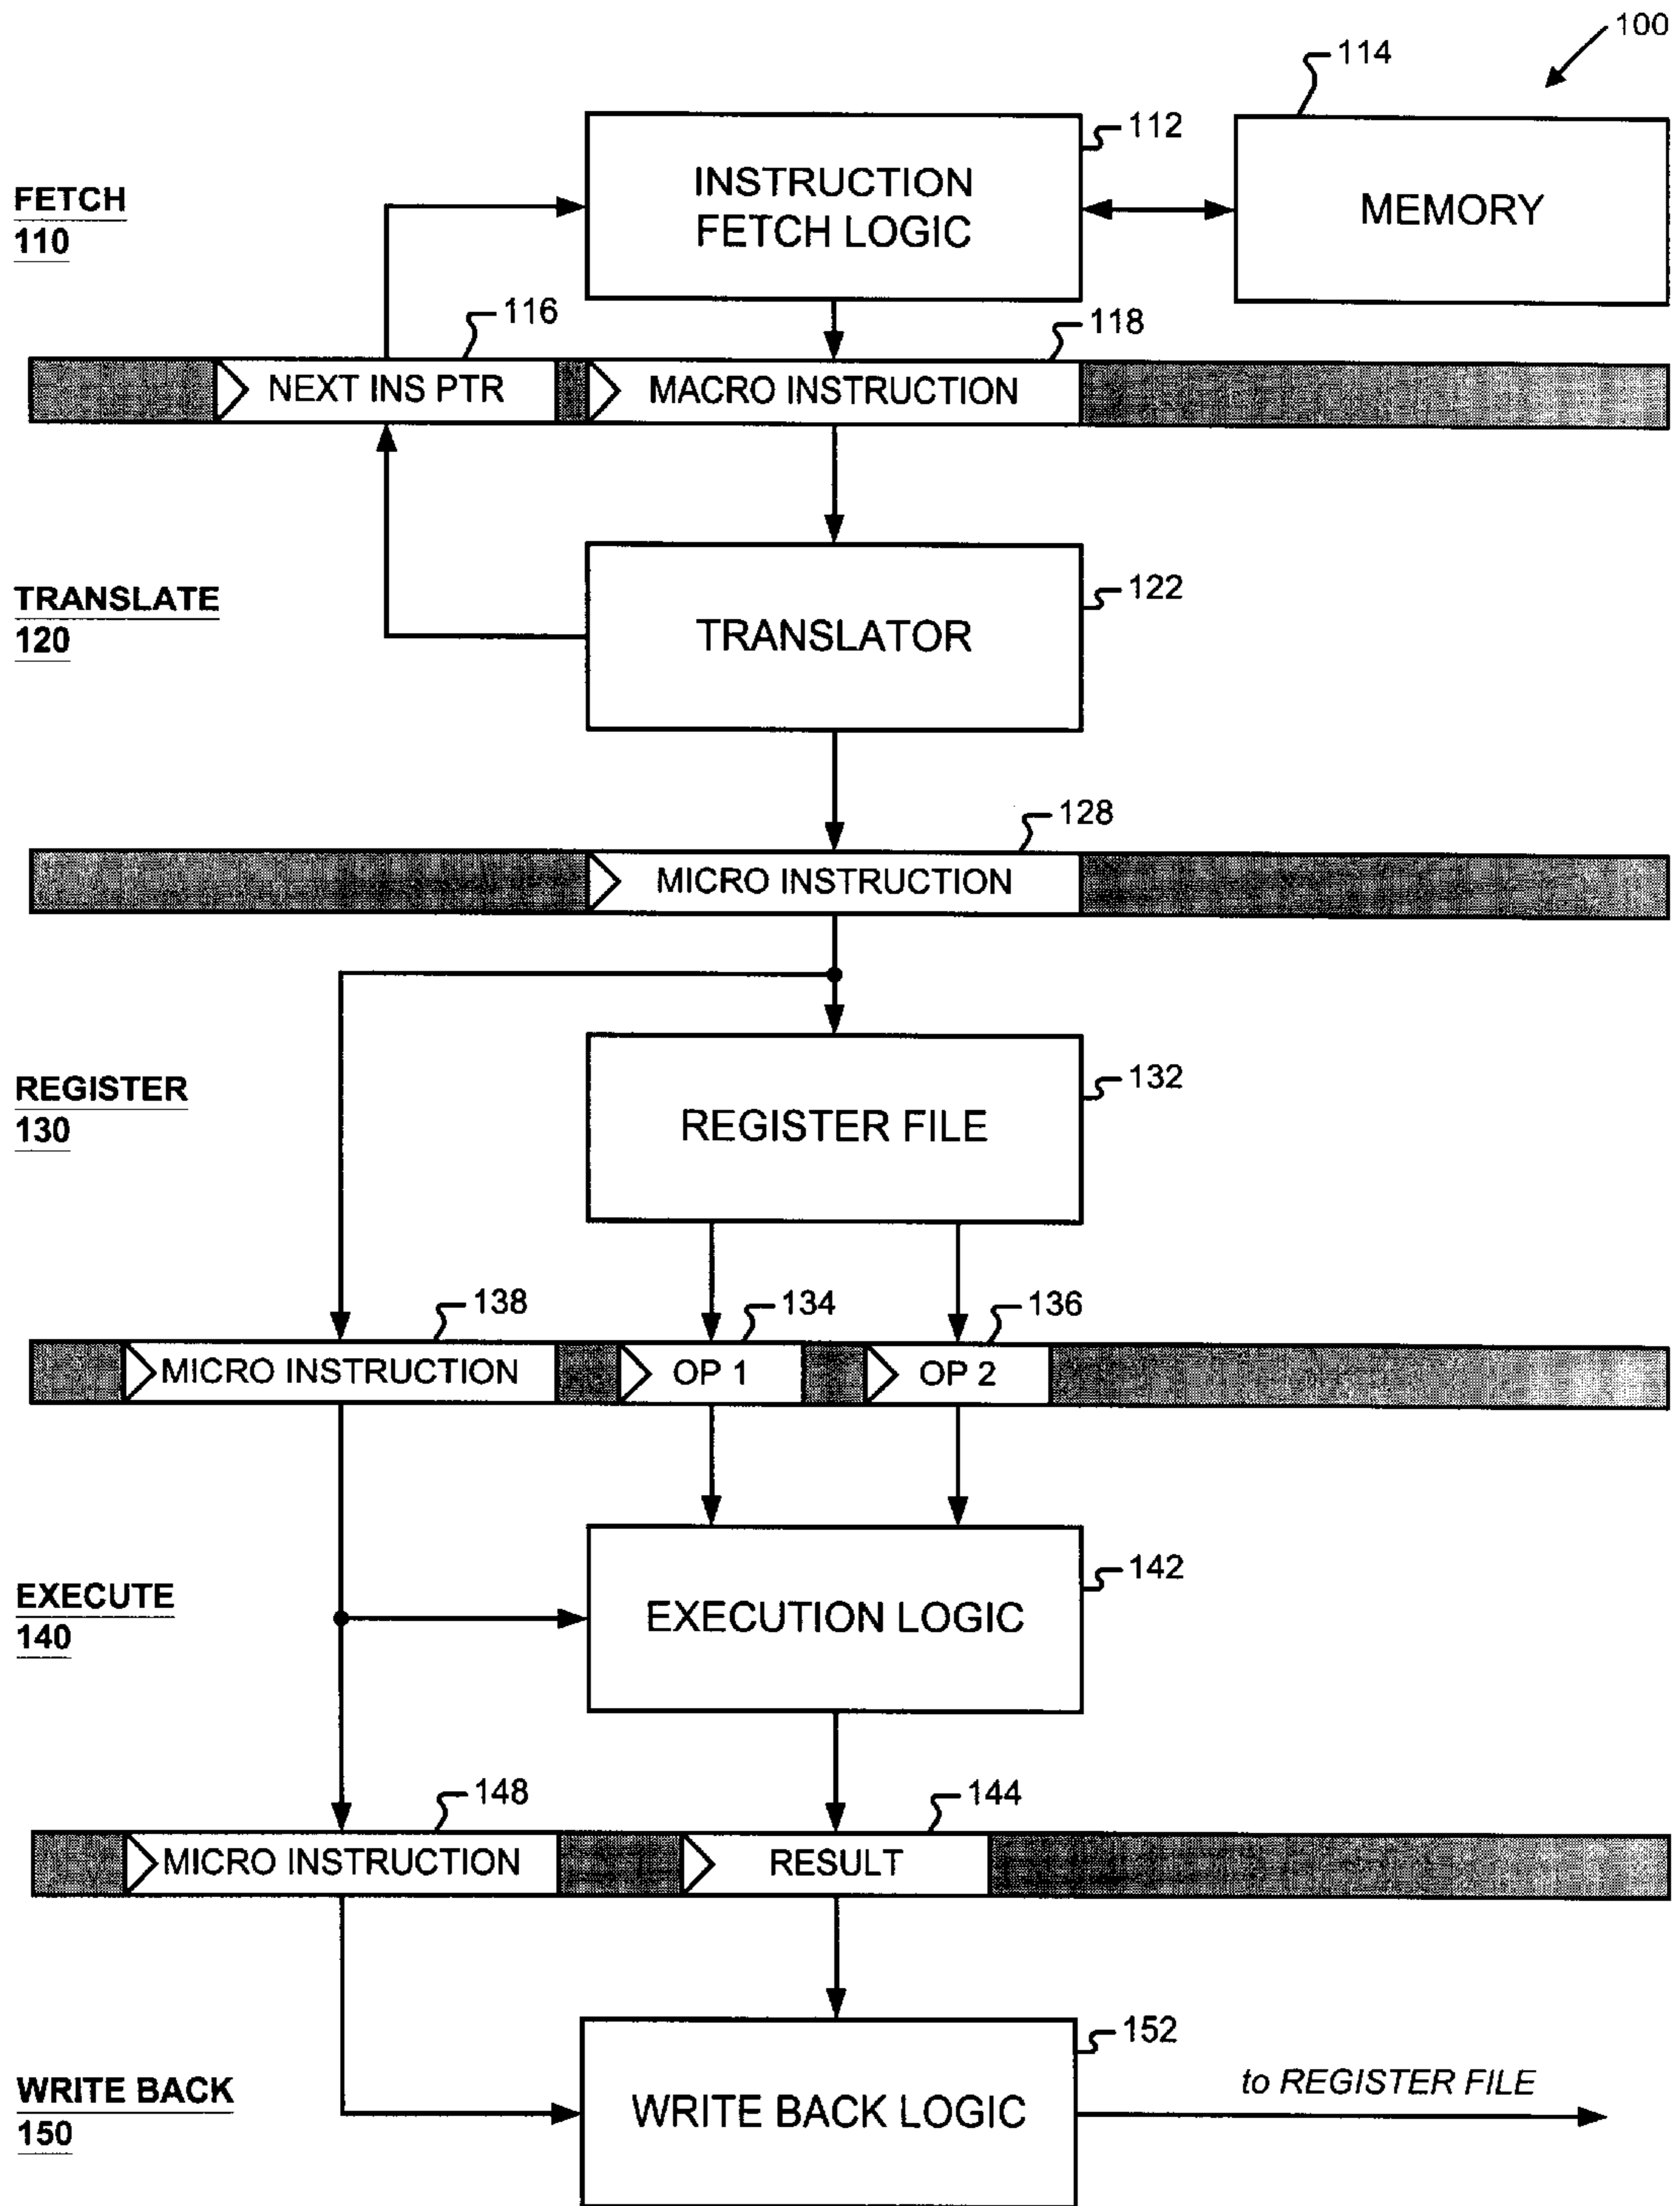 100
114
112
INSTRUCTION
FETCH LOGIC
MEMORY
FETCH
110
116
118
NEXT INS PTR
MACRO INSTRUCTION
122
TRANSLATE
120
TRANSLATOR
128
MICRO INSTRUCTION
132
REGISTER
130
REGISTER FILE
138
134
136
MICRO INSTRUCTION
OP 1
OP 2
142
EXECUTE
140
EXECUTION LOGIC
148
144
MICRO INSTRUCTION
RESULT
152
WRITE BACK
150
WRITE BACK LOGIC
to REGISTER FILE